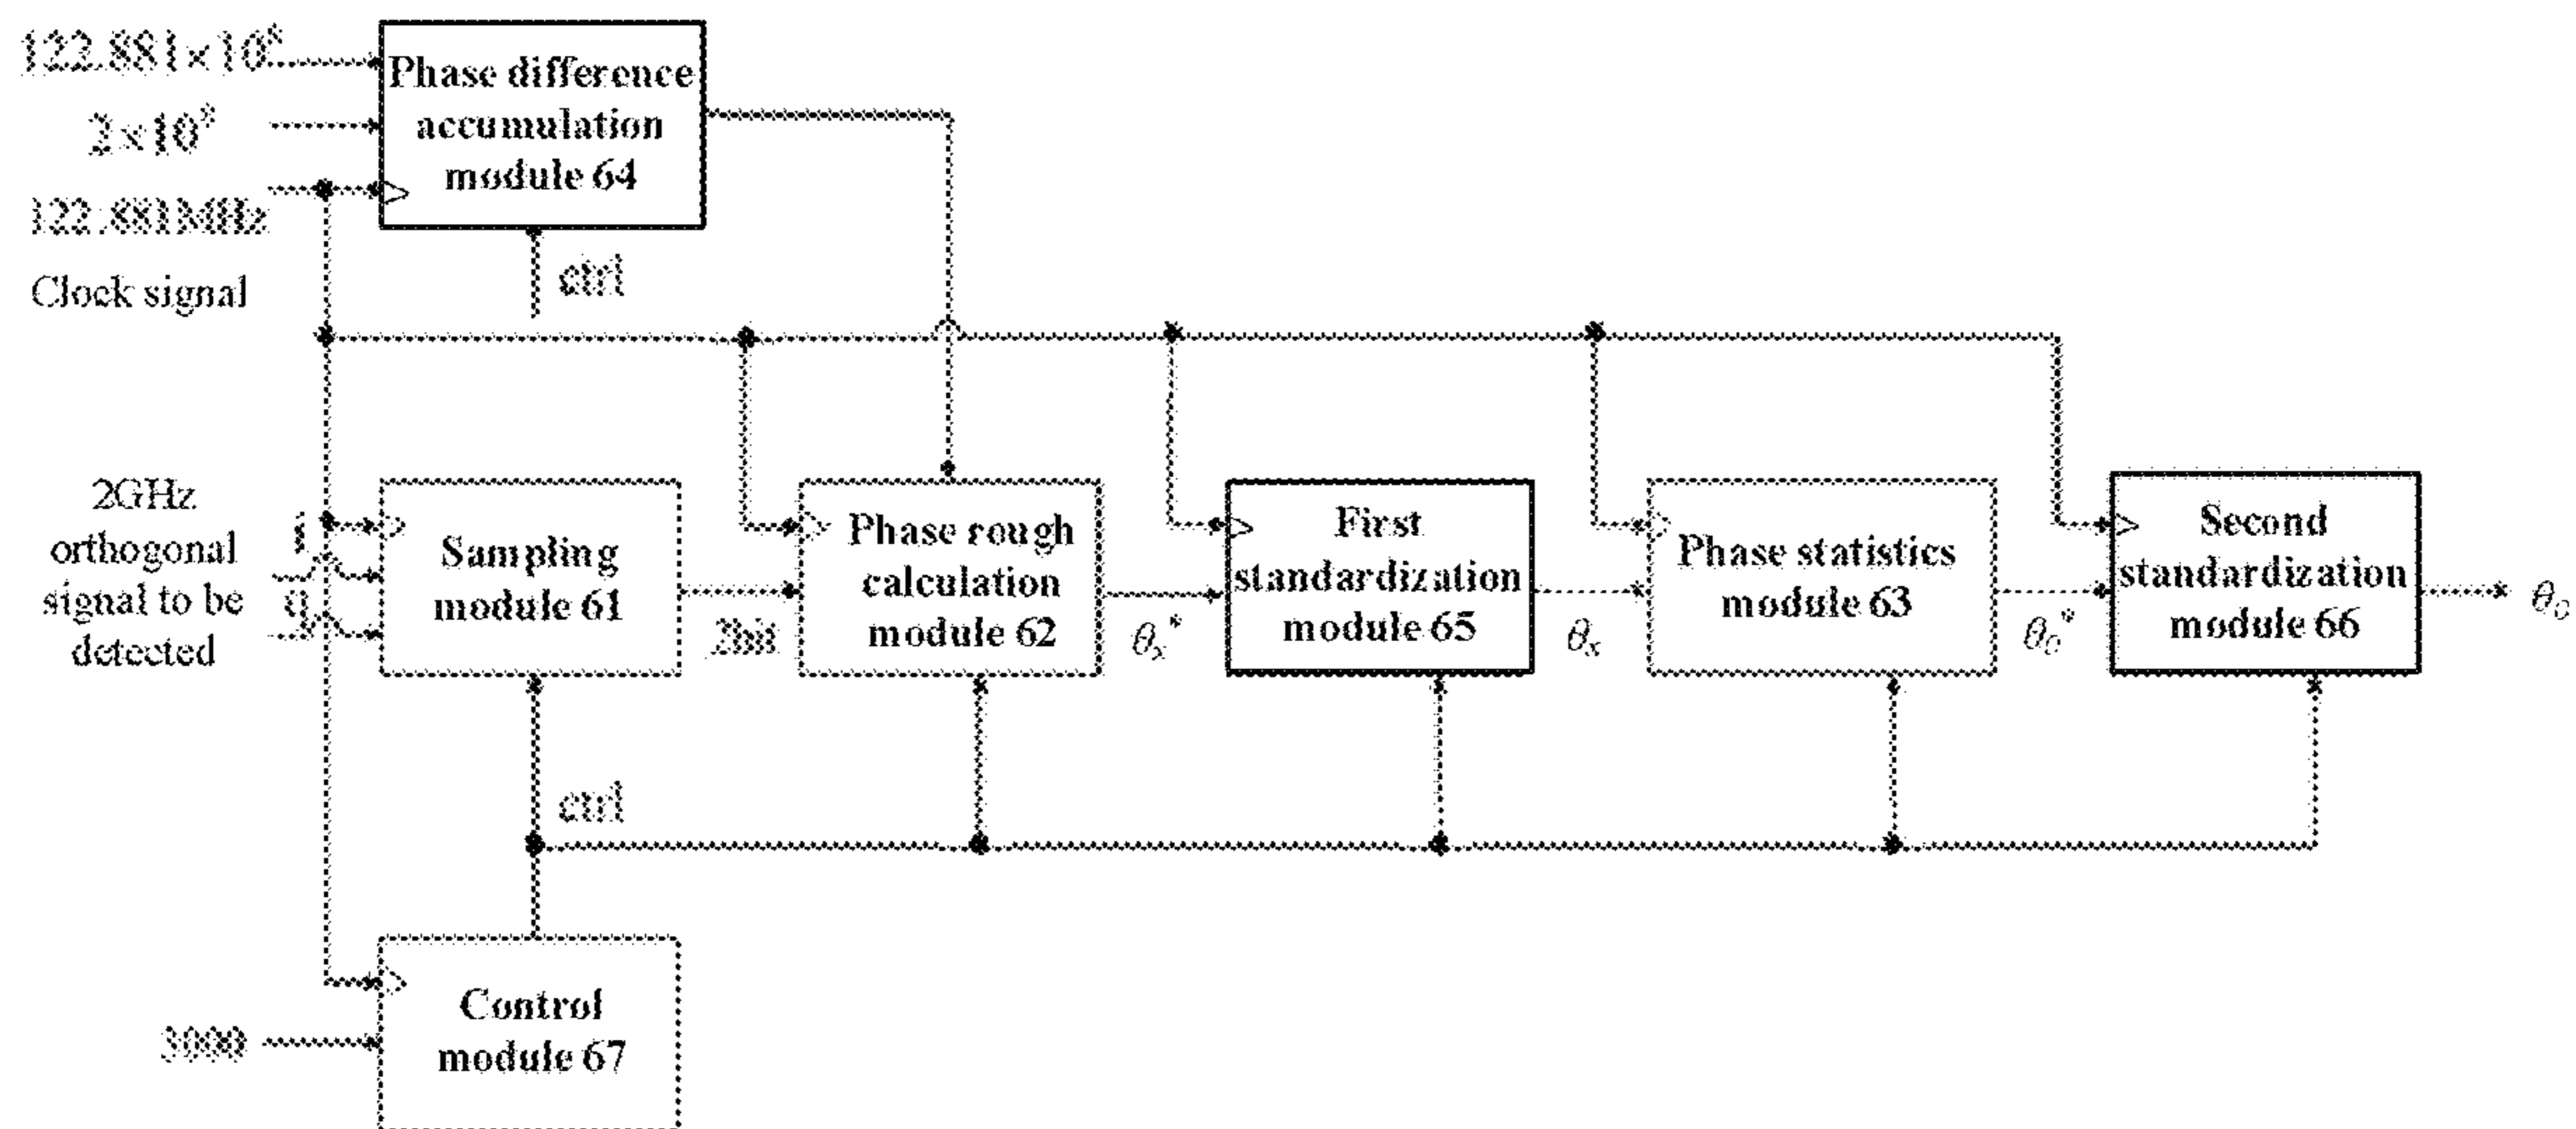 122.881×10⁶
Phase difference
accumulation
module 64
122.881MHz
Clock signal
ctrl
2GHz
orthogonal
signal to be
detected
i
q
Sampling
module 61
2bit
Phase rough
calculation
module 62
θₓ*
First
standardization
module 65
θₓ
Phase statistics
module 63
θ₀*
Second
standardization
module 66
θ₀
ctrl
3000
Control
module 67